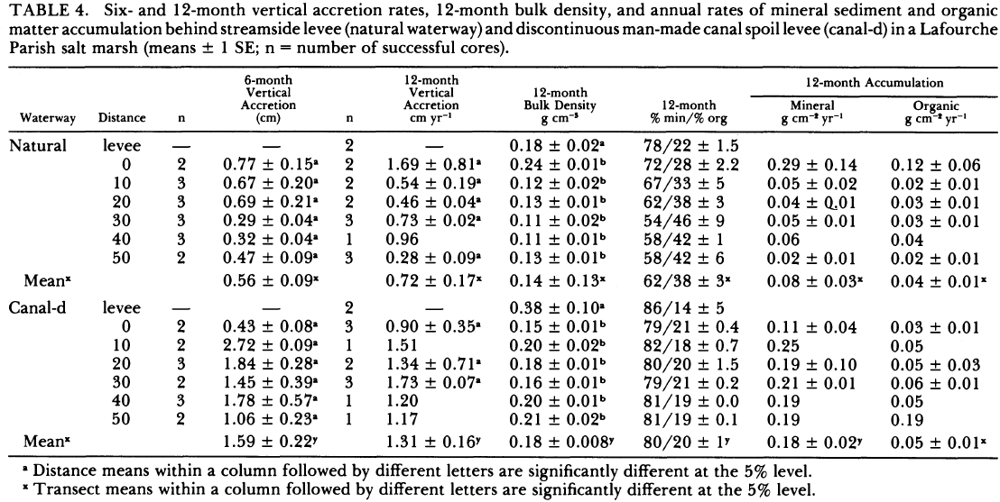 TABLE 4. Six- and 12-month vertical accretion rates, 12-month bulk density, and annual rates of mineral sediment and organic
matter accumulation behind streamside levee (natural waterway) and discontinuous man-made canal spoil levee (canal-d) in a Lafourche
Parish salt marsh (means ± 1 SE; n = number of successful cores).
6-month 12-month 12-month Accumulation
Vertical Vertical 12-month
Accretion Accretion Bulk Density 12-month Mineral Organic
Waterway Distance n (cm) n cm yr⁻¹ g cm⁻³ % min/% org g cm⁻² yr⁻¹ g cm⁻² yr⁻¹
Natural levee — — 2 — 0.18 ± 0.02ᵃ 78/22 ± 1.5
0 2 0.77 ± 0.15ᵃ 2 1.69 ± 0.81ᵃ 0.24 ± 0.01ᵇ 72/28 ± 2.2 0.29 ± 0.14 0.12 ± 0.06
10 3 0.67 ± 0.20ᵃ 2 0.54 ± 0.19ᵃ 0.12 ± 0.02ᵇ 67/33 ± 5 0.05 ± 0.02 0.02 ± 0.01
20 3 0.69 ± 0.21ᵃ 2 0.46 ± 0.04ᵃ 0.13 ± 0.01ᵇ 62/38 ± 3 0.04 ± 0.01 0.03 ± 0.01
30 3 0.29 ± 0.04ᵃ 3 0.73 ± 0.02ᵃ 0.11 ± 0.02ᵇ 54/46 ± 9 0.05 ± 0.01 0.03 ± 0.01
40 3 0.32 ± 0.04ᵃ 1 0.96 0.11 ± 0.01ᵇ 58/42 ± 1 0.06 0.04
50 2 0.47 ± 0.09ᵃ 3 0.28 ± 0.09ᵃ 0.13 ± 0.01ᵇ 58/42 ± 6 0.02 ± 0.01 0.02 ± 0.01
Meanˣ 0.56 ± 0.09ˣ 0.72 ± 0.17ˣ 0.14 ± 0.13ˣ 62/38 ± 3ˣ 0.08 ± 0.03ˣ 0.04 ± 0.01ˣ
Canal-d levee — — 2 — 0.38 ± 0.10ᵃ 86/14 ± 5
0 2 0.43 ± 0.08ᵃ 3 0.90 ± 0.35ᵃ 0.15 ± 0.01ᵇ 79/21 ± 0.4 0.11 ± 0.04 0.03 ± 0.01
10 2 2.72 ± 0.09ᵃ 1 1.51 0.20 ± 0.02ᵇ 82/18 ± 0.7 0.25 0.05
20 3 1.84 ± 0.28ᵃ 2 1.34 ± 0.71ᵃ 0.18 ± 0.01ᵇ 80/20 ± 1.5 0.19 ± 0.10 0.05 ± 0.03
30 2 1.45 ± 0.39ᵃ 3 1.73 ± 0.07ᵃ 0.16 ± 0.01ᵇ 79/21 ± 0.2 0.21 ± 0.01 0.06 ± 0.01
40 3 1.78 ± 0.57ᵃ 1 1.20 0.20 ± 0.01ᵇ 81/19 ± 0.0 0.19 0.05
50 2 1.06 ± 0.23ᵃ 1 1.17 0.21 ± 0.02ᵇ 81/19 ± 0.1 0.19 0.19
Meanˣ 1.59 ± 0.22ʸ 1.31 ± 0.16ʸ 0.18 ± 0.008ʸ 80/20 ± 1ʸ 0.18 ± 0.02ʸ 0.05 ± 0.01ˣ
ᵃ Distance means within a column followed by different letters are significantly different at the 5% level.
ˣ Transect means within a column followed by different letters are significantly different at the 5% level.